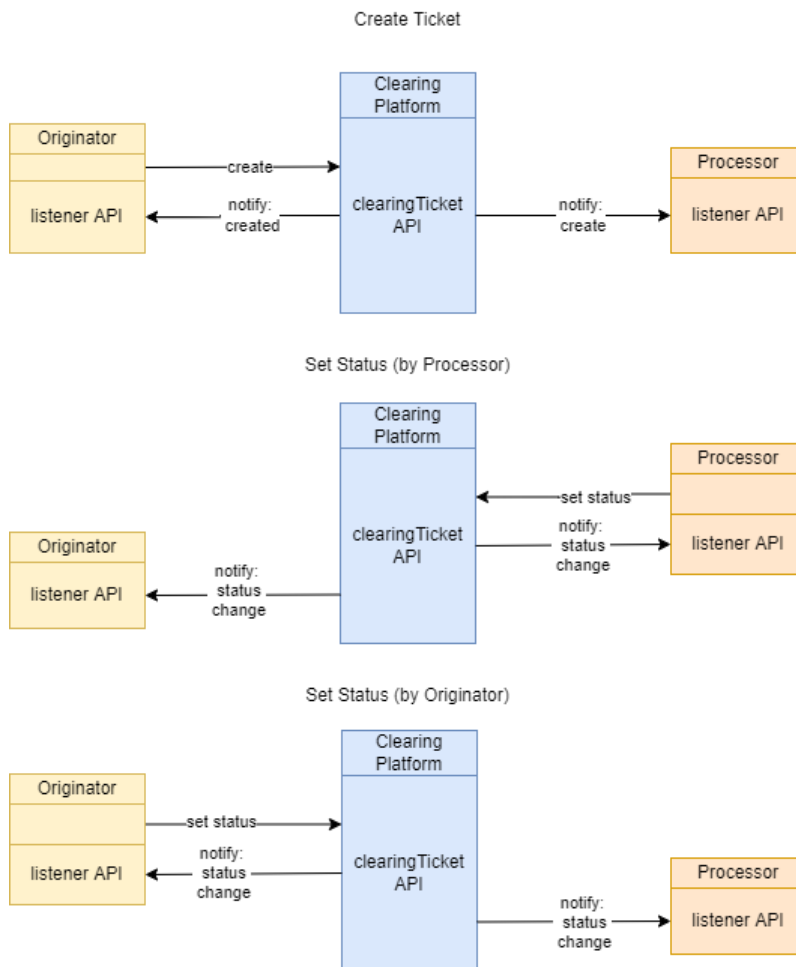 Create Ticket
Clearing
Platform
Originator
create
Processor
listener API
notify:
created
clearingTicket
API
notify:
create
listener API
Set Status (by Processor)
Clearing
Platform
Processor
set status
Originator
clearingTicket
API
notify:
status
change
listener API
listener API
notify:
status
change
Set Status (by Originator)
Clearing
Platform
Originator
set status
listener API
notify:
status
change
clearingTicket
API
Processor
notify:
status
change
listener API